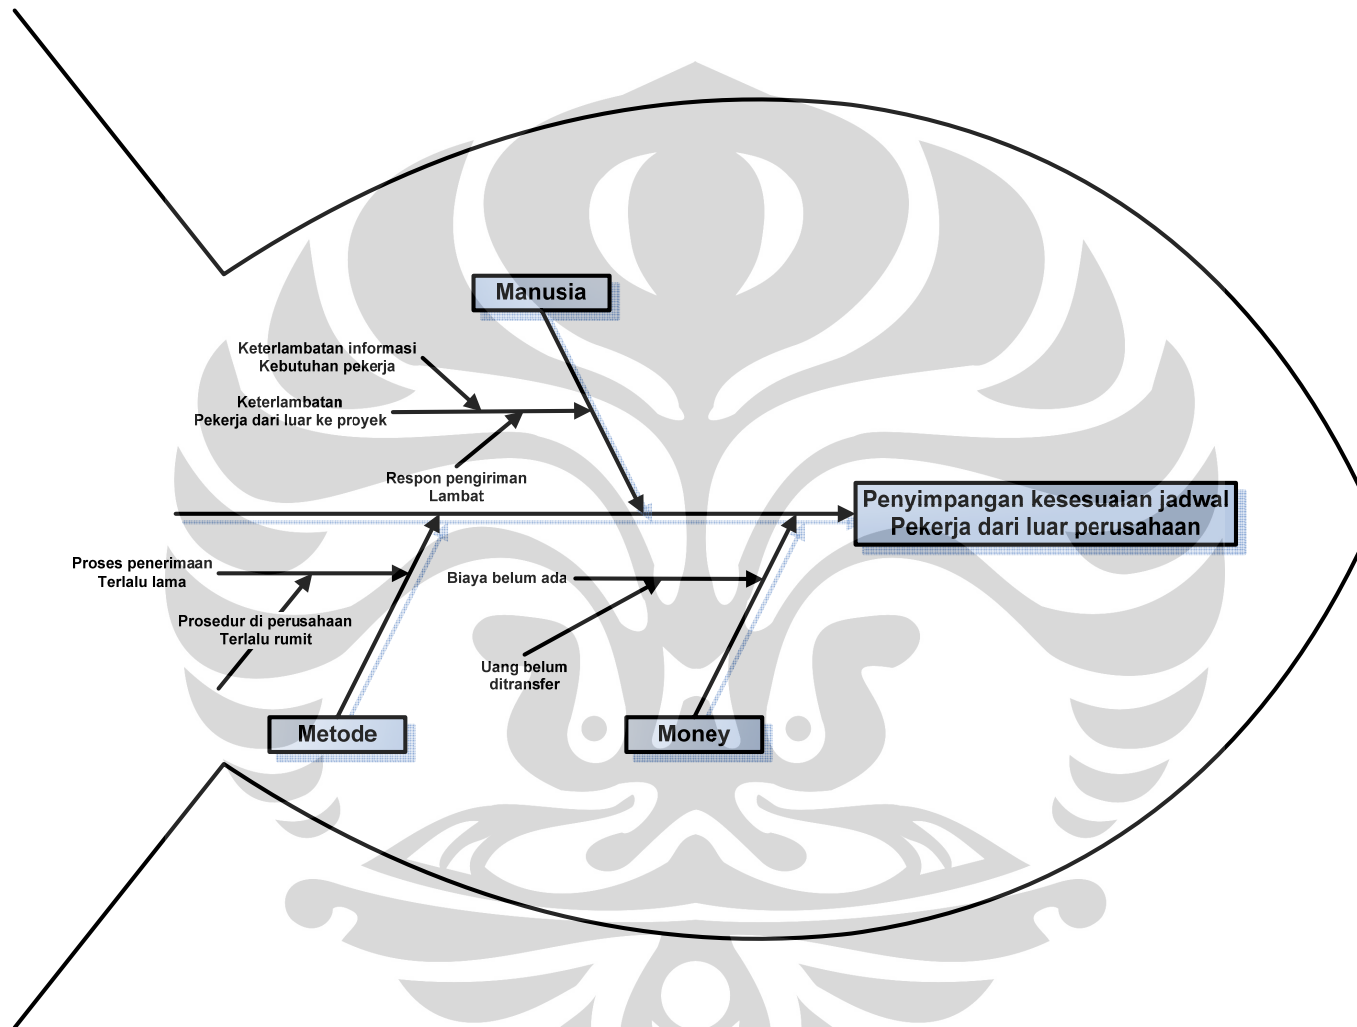 Manusia
Keterlambatan informasi
Kebutuhan pekerja
Keterlambatan
Pekerja dari luar ke proyek
Respon pengiriman
Lambat
Penyimpangan kesesuaian jadwal
Pekerja dari luar perusahaan
Proses penerimaan
Terlalu lama
Biaya belum ada
Prosedur di perusahaan
Terlalu rumit
Uang belum
ditransfer
Metode
Money